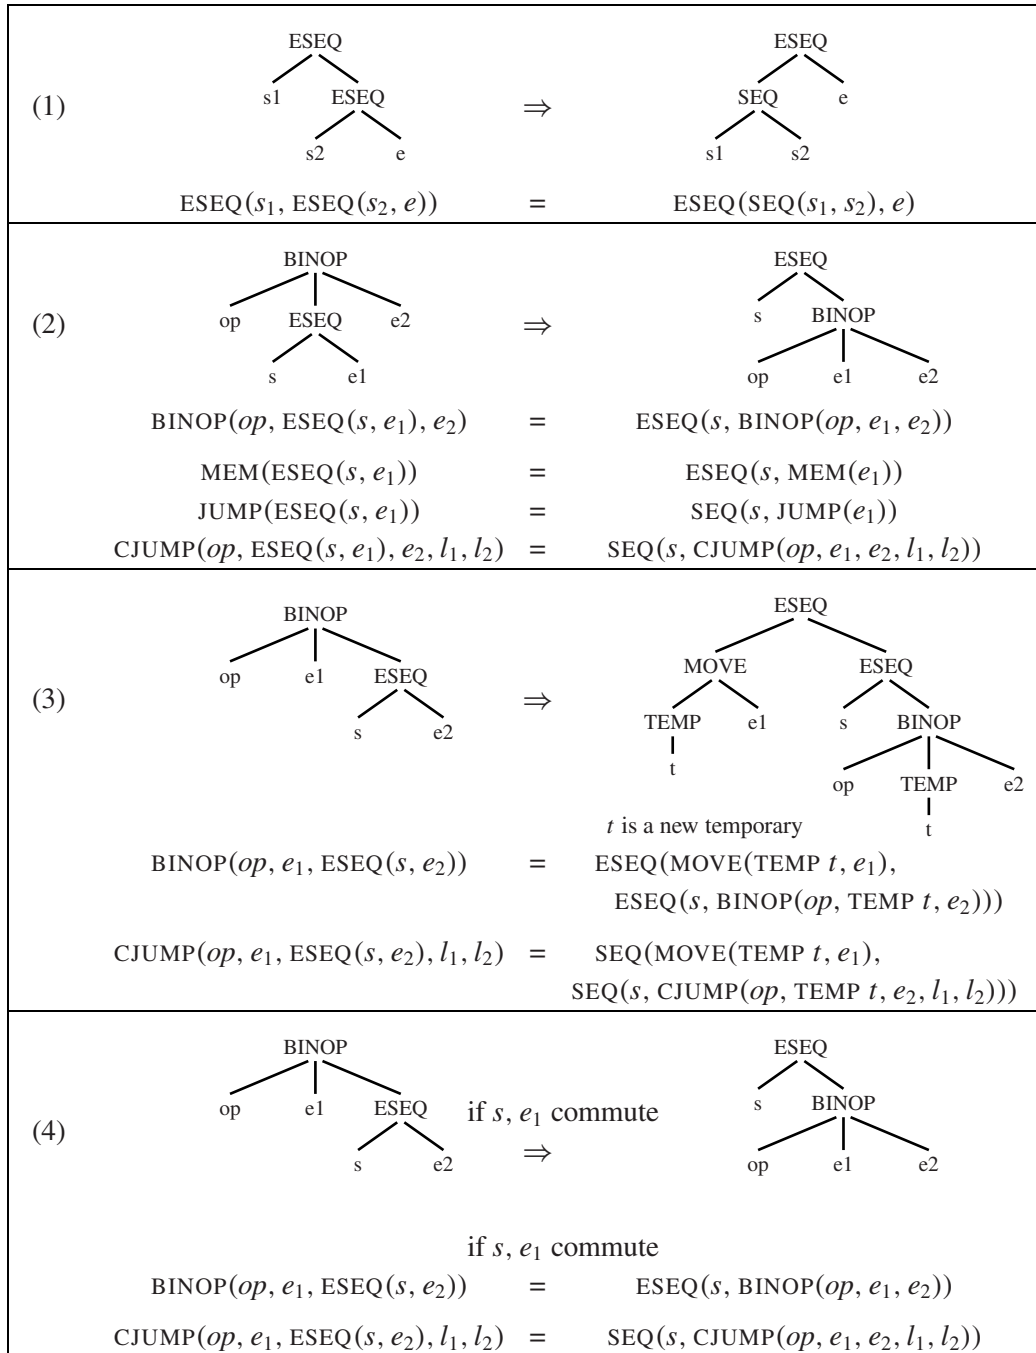 ESEQ ESEQ
s1 ESEQ SEQ e
(1) ⇒
s2 e s1 s2
ESEQ(s1, ESEQ(s2, e)) = ESEQ(SEQ(s1, s2), e)
BINOP ESEQ
op ESEQ e2 s BINOP
(2) ⇒
s e1 op e1 e2
BINOP(op, ESEQ(s, e1), e2) = ESEQ(s, BINOP(op, e1, e2))
MEM(ESEQ(s, e1)) = ESEQ(s, MEM(e1))
JUMP(ESEQ(s, e1)) = SEQ(s, JUMP(e1))
CJUMP(op, ESEQ(s, e1), e2, l1, l2) = SEQ(s, CJUMP(op, e1, e2, l1, l2))
BINOP ESEQ
op e1 ESEQ MOVE ESEQ
(3) ⇒
s e2 TEMP e1 s BINOP
t op TEMP e2
t is a new temporary t
BINOP(op, e1, ESEQ(s, e2)) = ESEQ(MOVE(TEMP t, e1),
ESEQ(s, BINOP(op, TEMP t, e2)))
CJUMP(op, e1, ESEQ(s, e2), l1, l2) = SEQ(MOVE(TEMP t, e1),
SEQ(s, CJUMP(op, TEMP t, e2, l1, l2)))
BINOP ESEQ
op e1 ESEQ if s, e1 commute s BINOP
(4) ⇒
s e2 op e1 e2
if s, e1 commute
BINOP(op, e1, ESEQ(s, e2)) = ESEQ(s, BINOP(op, e1, e2))
CJUMP(op, e1, ESEQ(s, e2), l1, l2) = SEQ(s, CJUMP(op, e1, e2, l1, l2))